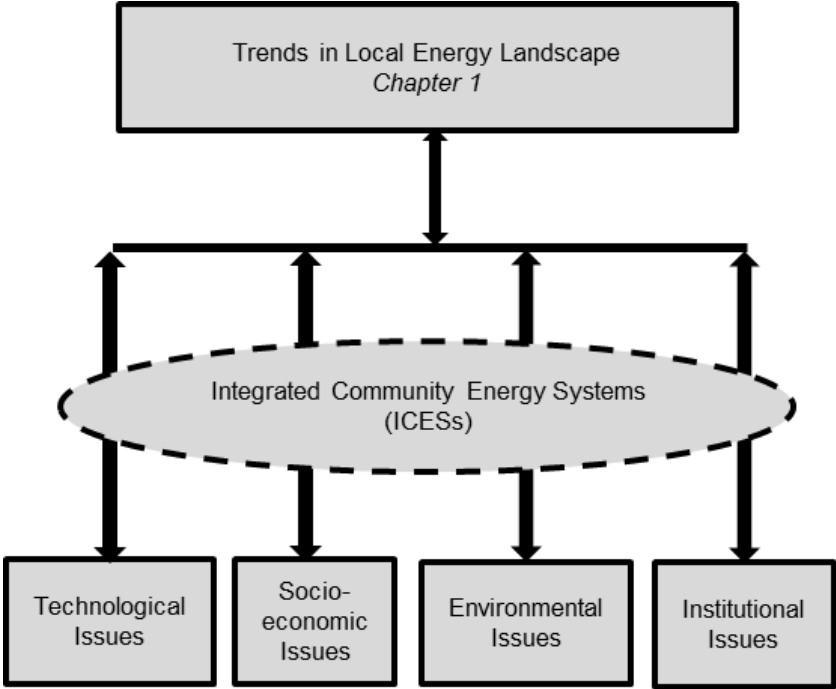 Trends in Local Energy Landscape
Chapter 1
Integrated Community Energy Systems
(ICESs)
Technological
Issues
Socio-
economic
Issues
Environmental
Issues
Institutional
Issues